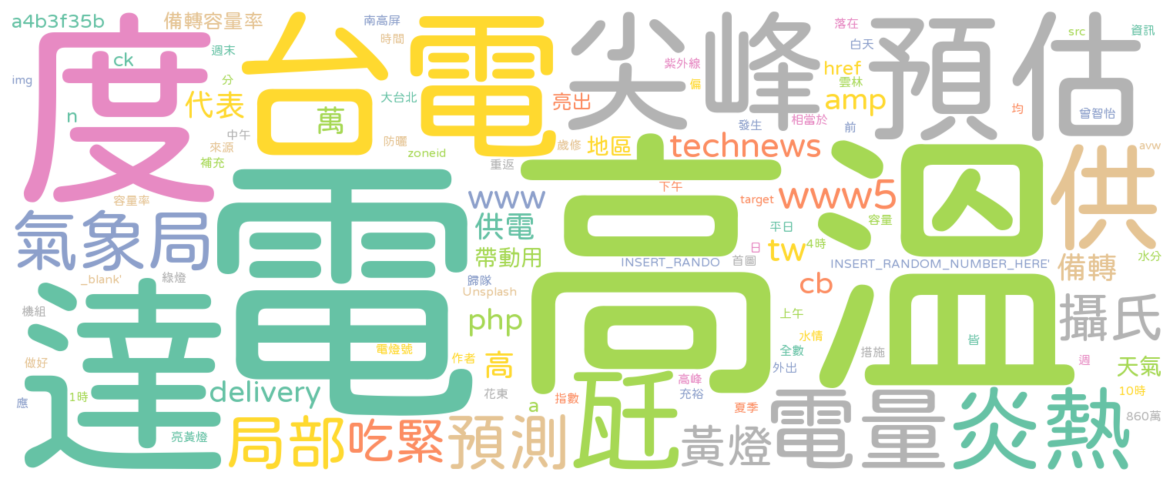 a4b3f35b
備轉容量率
南高屏
落在
src
資訊
度
台電
尖峰
預估
時間
白天
週末
ck
紫外線
href
雲林
img
分
偏
代表
萬
大台北
亮出
amp
曾智怡
n
相當於
均
發生
前
中午
防曬
歲修
地區
technews
avw
來源
補充
zoneid
重返
供
電
高溫
www
下午
target
www5
容量率
氣象局
供電
平日
容量
帶動用
日
tw
4時
水分
首圖
INSERT_RANDO
INSERT_RANDOM_NUMBER_HERE'
備轉
_blank'
綠燈
歸隊
Unsplash
cb
達
機組
php
上午
攝氏
水情
皆
電燈號
作者
高
全數
措施
做好
外出
週
天氣
高峰
delivery
花東
充裕
10時
應
1時
a
指數
瓩
夏季
電量
炎熱
860萬
亮黃燈
局部
吃緊
預測
黃燈